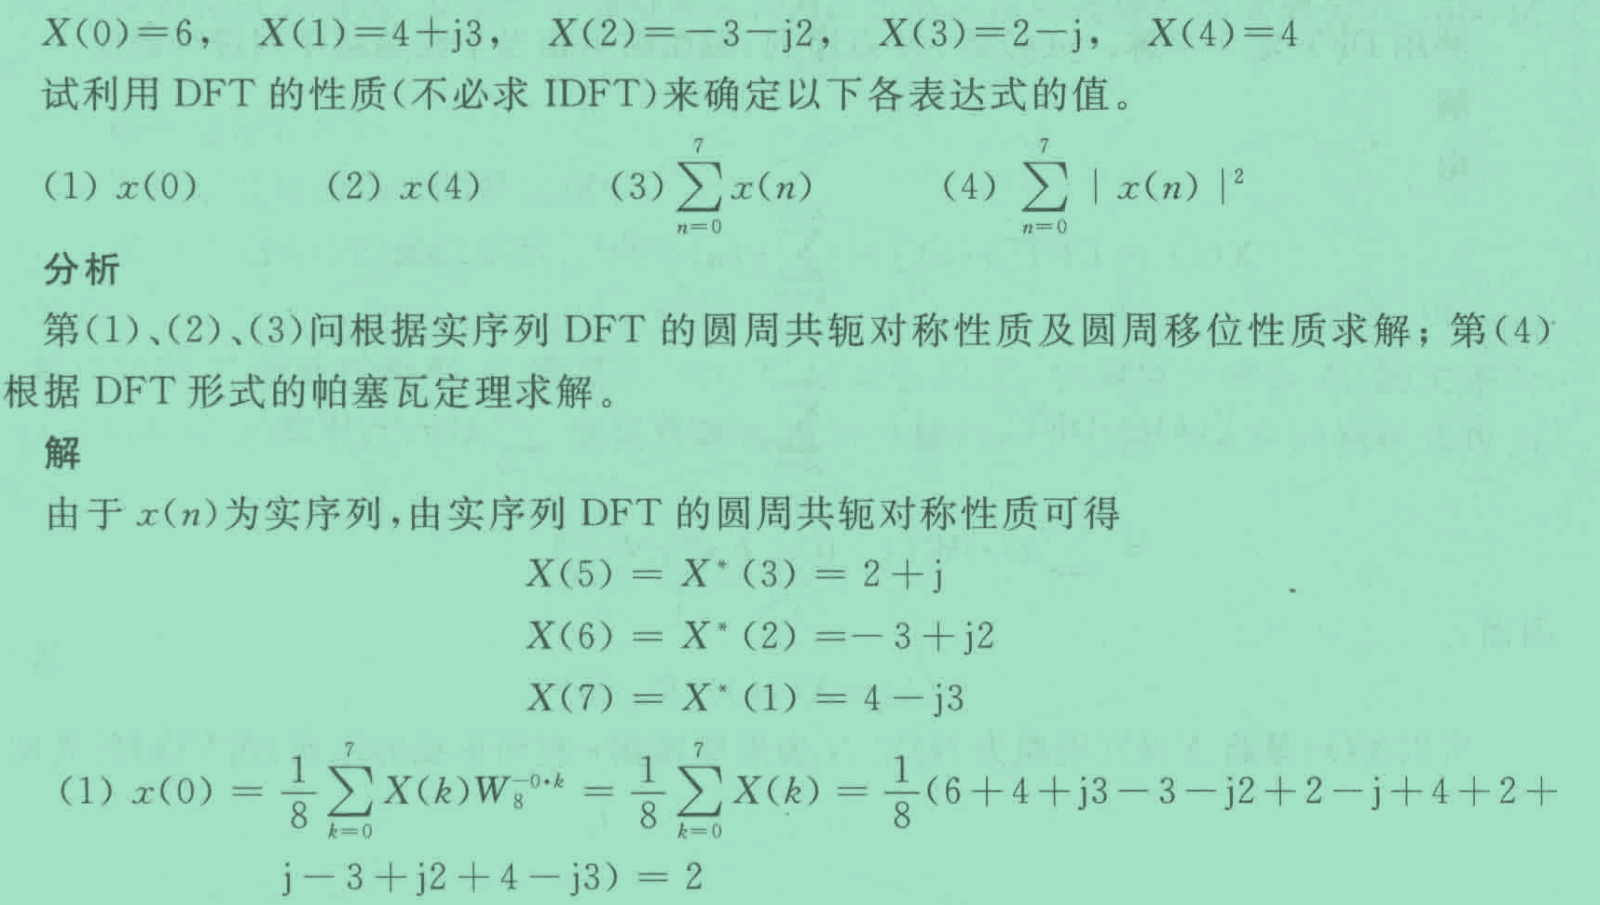 X(0)=6, X(1)=4+j3, X(2)=−3−j2, X(3)=2−j, X(4)=4
试利用 DFT 的性质(不必求 IDFT)来确定以下各表达式的值。
(1) x(0) (2) x(4) (3) ∑_{n=0}^{7} x(n) (4) ∑_{n=0}^{7} | x(n) |²
分析
第(1)、(2)、(3)问根据实序列 DFT 的圆周共轭对称性质及圆周移位性质求解；第(4)
根据 DFT 形式的帕塞瓦定理求解。
解
由于 x(n)为实序列,由实序列 DFT 的圆周共轭对称性质可得
X(5) = X*(3) = 2+j
X(6) = X*(2) =−3+j2
X(7) = X*(1) = 4−j3
(1) x(0) = 1/8 ∑_{k=0}^{7} X(k)W_8^{−0·k} = 1/8 ∑_{k=0}^{7} X(k) = 1/8 (6+4+j3−3−j2+2−j+4+2+
j−3+j2+4−j3) = 2